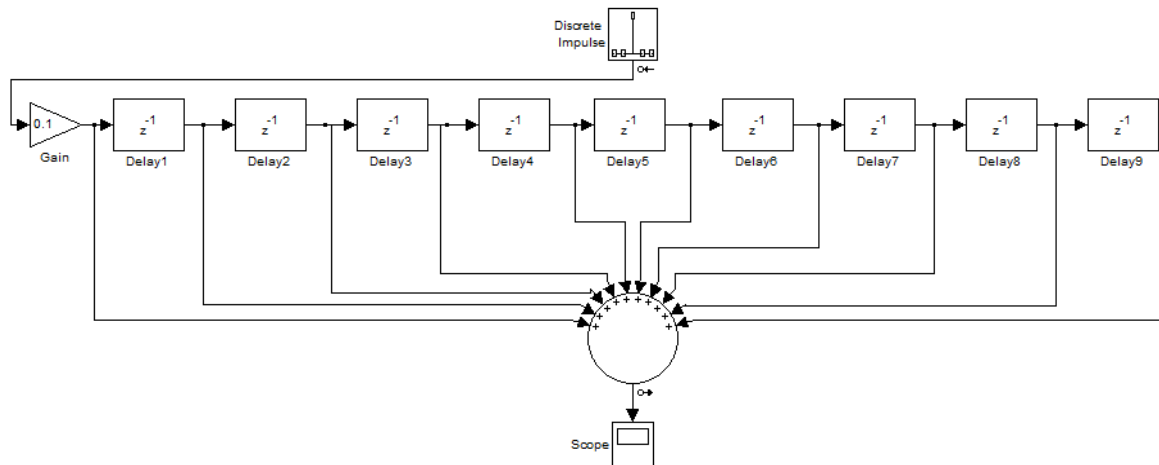 Discrete
Impulse
0.1
Gain
z^-1
Delay1
z^-1
Delay2
z^-1
Delay3
z^-1
Delay4
z^-1
Delay5
z^-1
Delay6
z^-1
Delay7
z^-1
Delay8
z^-1
Delay9
+ + + + + + + + + +
Scope